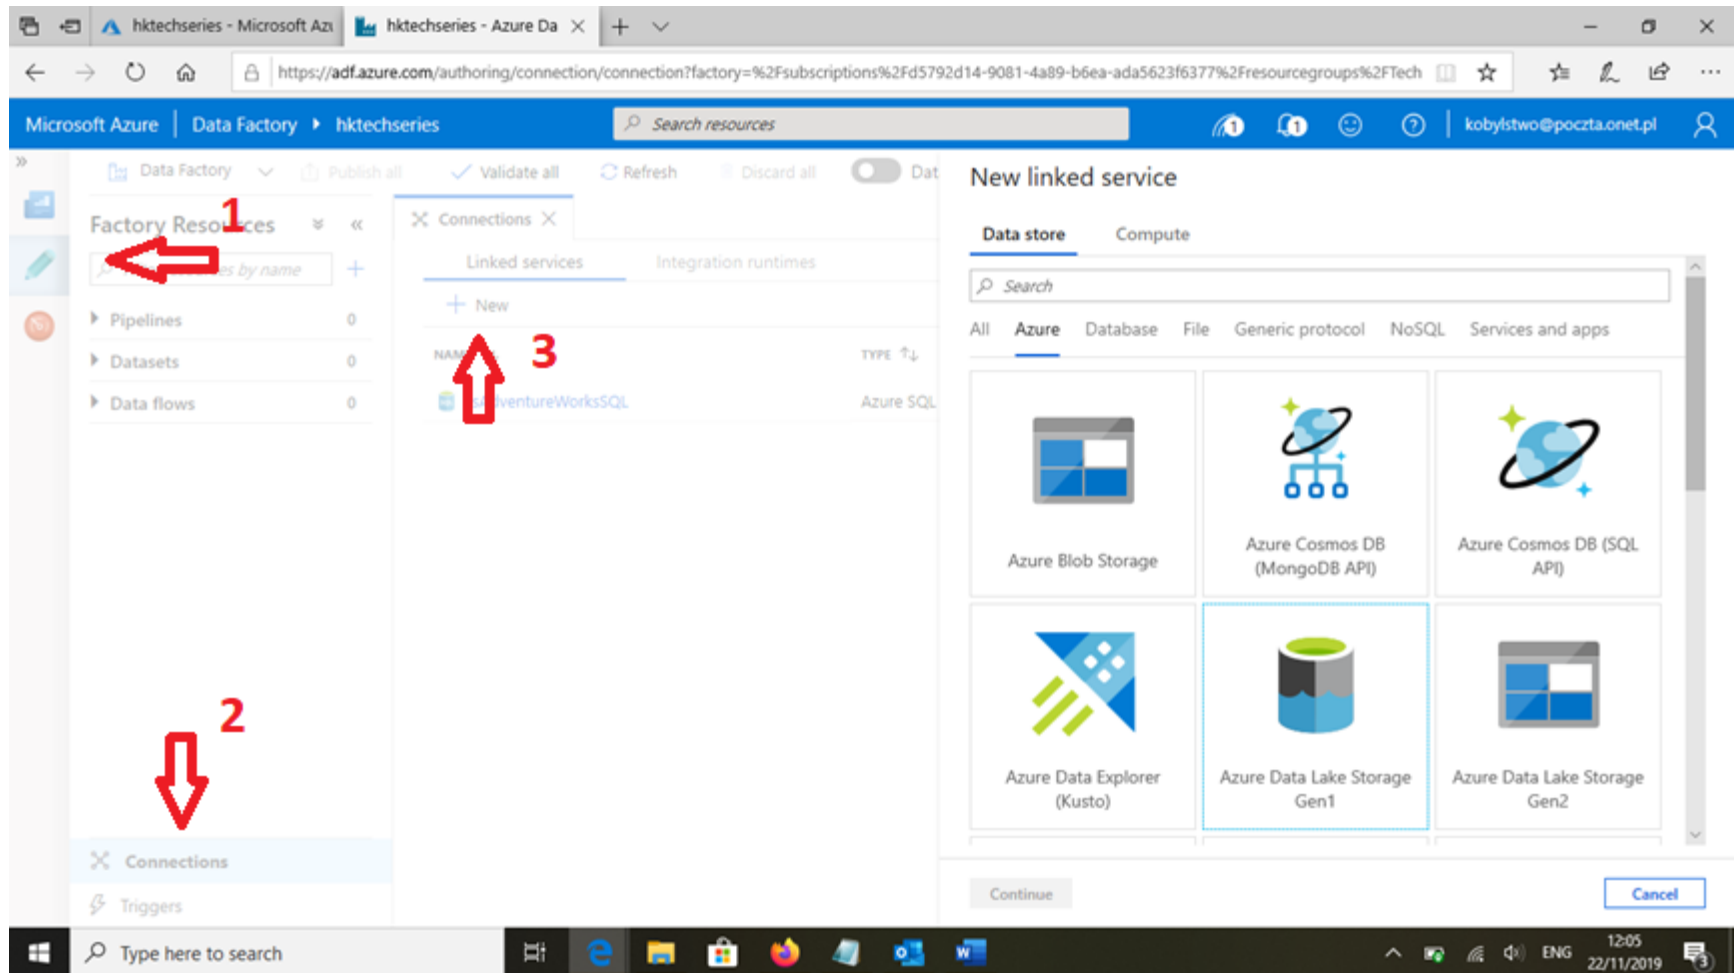 hktechseries - Microsoft Azu
hktechseries - Azure Da
https://adf.azure.com/authoring/connection/connection?factory=%2Fsubscriptions%2Fd5792d14-9081-4a89-b6ea-ada5623f6377%2Fresourcegroups%2FTech
Microsoft Azure Data Factory hktechseries
Search resources
1
1
kobylstwo@poczta.onet.pl
Data Factory
Publish all
Validate all
Refresh
Discard all
Dat
Factory Resources
1
es by name
Pipelines 0
Datasets 0
Data flows 0
2
Connections
Triggers
Connections
Linked services
Integration runtimes
New
3
TYPE
AdventureWorksSQL
Azure SQL
New linked service
Data store
Compute
Search
All Azure Database File Generic protocol NoSQL Services and apps
Azure Blob Storage
Azure Cosmos DB
(MongoDB API)
Azure Cosmos DB (SQL
API)
Azure Data Explorer
(Kusto)
Azure Data Lake Storage
Gen1
Azure Data Lake Storage
Gen2
Continue
Cancel
Type here to search
ENG
12:05
22/11/2019
3